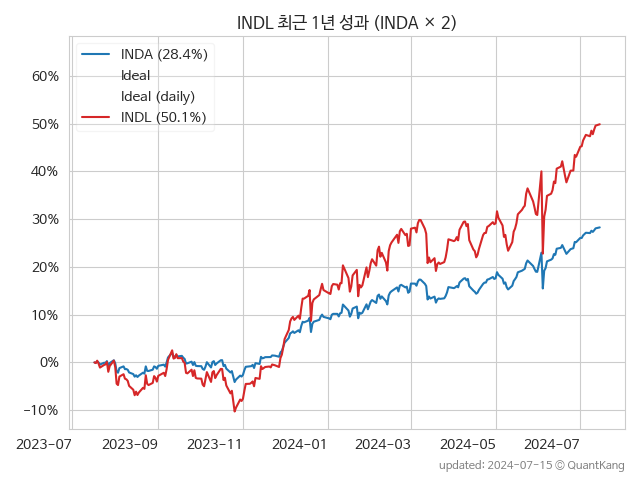 INDL 최근 1년 성과 (INDA × 2)
INDA (28.4%)
Ideal
Ideal (daily)
INDL (50.1%)
60%
50%
40%
30%
20%
10%
0%
−10%
2023−07
2023−09
2023−11
2024−01
2024−03
2024−05
2024−07
updated: 2024-07-15 © QuantKang